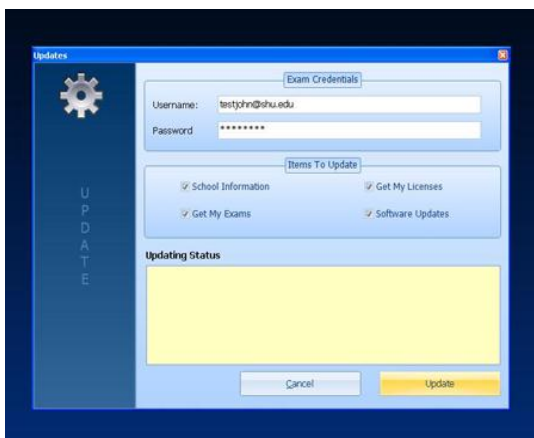 Updates
Exam Credentials
Username: testjohn@shu.edu
Password ********
Items To Update
School Information Get My Licenses
Get My Exams Software Updates
UPDATE
Updating Status
Cancel Update